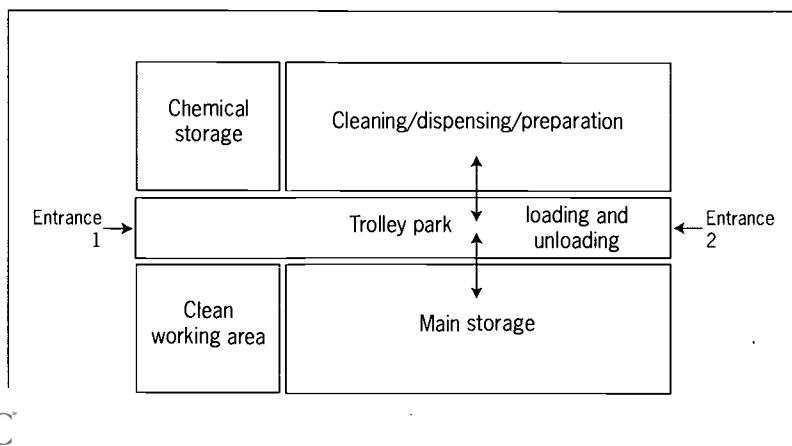 Chemical
storage
Cleaning/dispensing/preparation
Entrance
1
Trolley park
loading and
unloading
Entrance
2
Clean
working area
Main storage